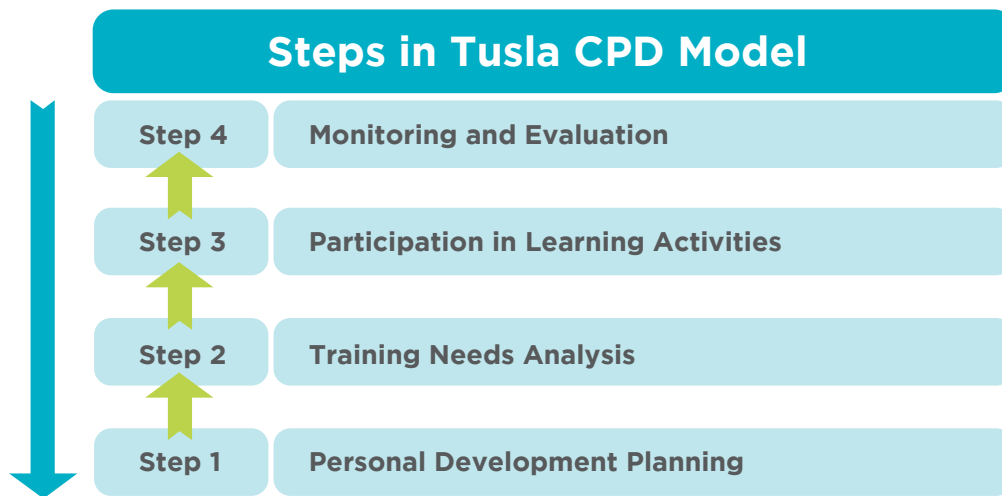 Steps in Tusla CPD Model
Step 4 Monitoring and Evaluation
Step 3 Participation in Learning Activities
Step 2 Training Needs Analysis
Step 1 Personal Development Planning